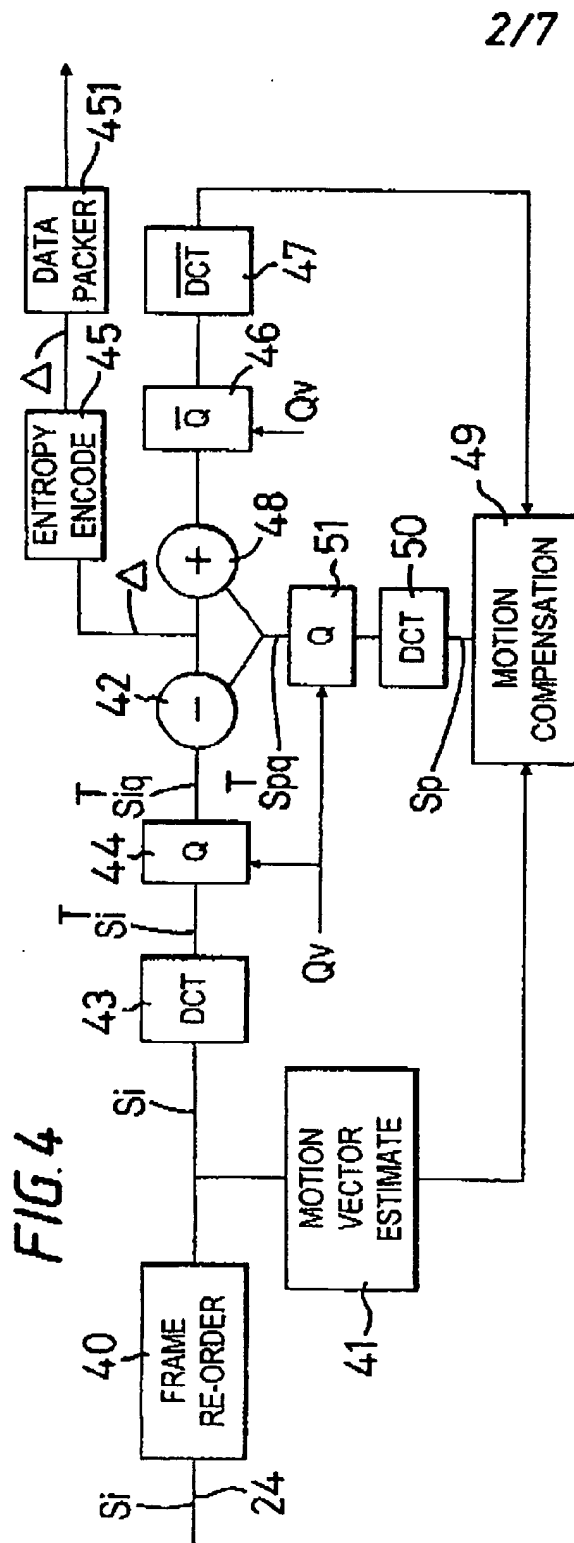 2/7
FIG. 4
Si
24
40
FRAME
RE-ORDER
Si
MOTION
VECTOR
ESTIMATE
41
43
DCT
T
Si
44
Q
T
Siq
42
-
Δ
ENTROPY
ENCODE
45
Δ
DATA
PACKER
451
+
48
Q̅
46
Qv
D̅C̅T̅
47
Qv
T
Spq
Q
51
DCT
50
Sp
MOTION
COMPENSATION
49